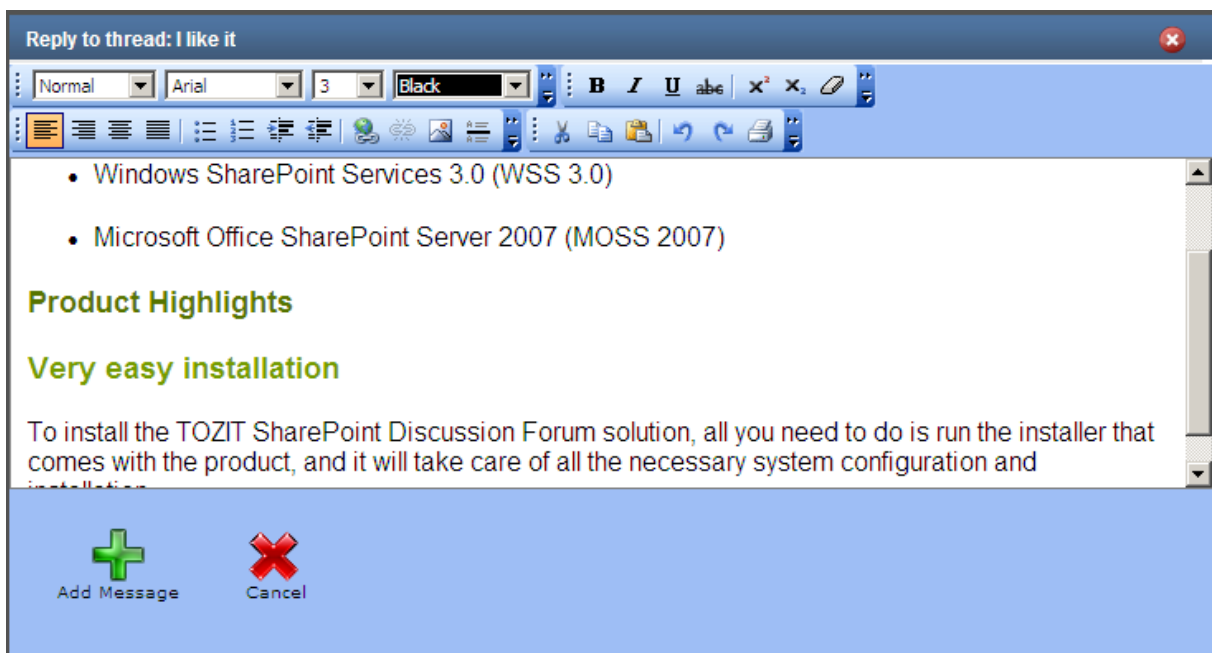 Reply to thread: I like it
Normal Arial 3 Black B I U abc x² x₂
Windows SharePoint Services 3.0 (WSS 3.0)
Microsoft Office SharePoint Server 2007 (MOSS 2007)
Product Highlights
Very easy installation
To install the TOZIT SharePoint Discussion Forum solution, all you need to do is run the installer that
comes with the product, and it will take care of all the necessary system configuration and
Add Message Cancel